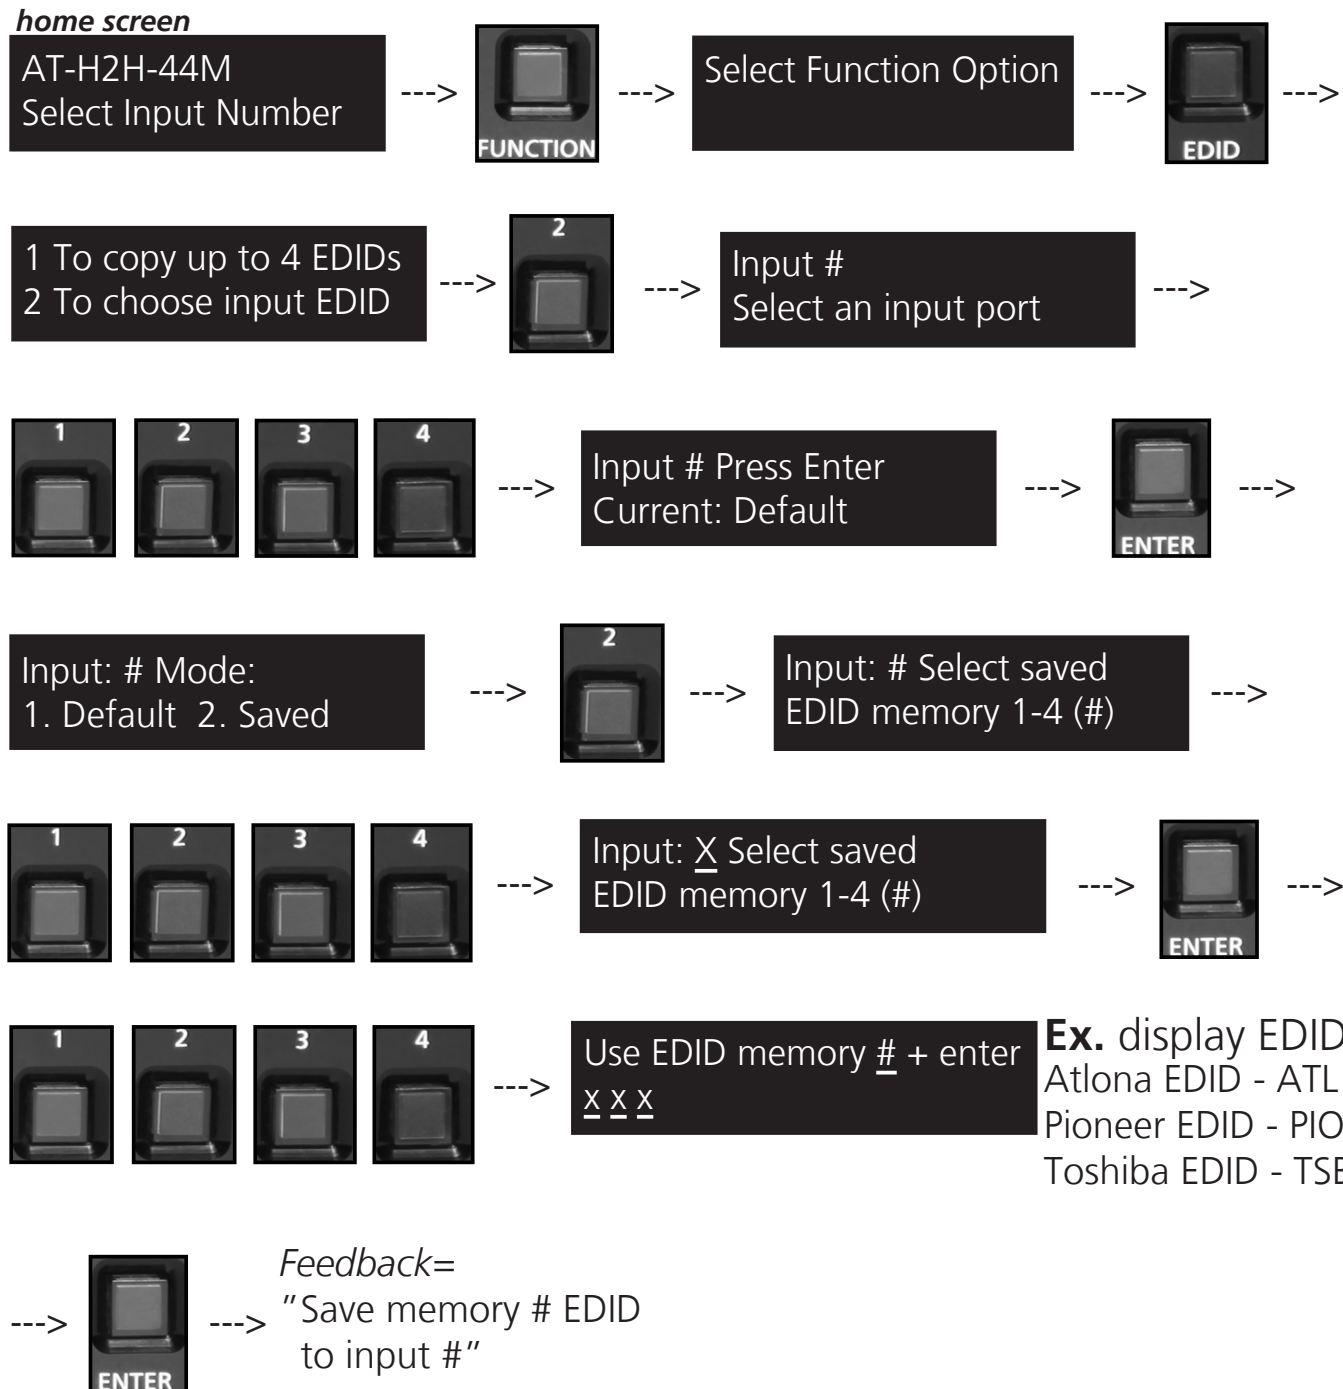 home screen
AT-H2H-44M
Select Input Number
--->
FUNCTION
--->
Select Function Option
--->
EDID
--->
1 To copy up to 4 EDIDs
2 To choose input EDID
--->
2
--->
Input #
Select an input port
--->
1 2 3 4
--->
Input # Press Enter
Current: Default
--->
ENTER
--->
Input: # Mode:
1. Default 2. Saved
--->
2
--->
Input: # Select saved
EDID memory 1-4 (#)
--->
1 2 3 4
--->
Input: X Select saved
EDID memory 1-4 (#)
--->
ENTER
--->
1 2 3 4
--->
Use EDID memory # + enter
x x x
Ex. display EDID
Atlona EDID - ATL
Pioneer EDID - PIO
Toshiba EDID - TSB
--->
ENTER
--->
Feedback=
"Save memory # EDID
to input #"